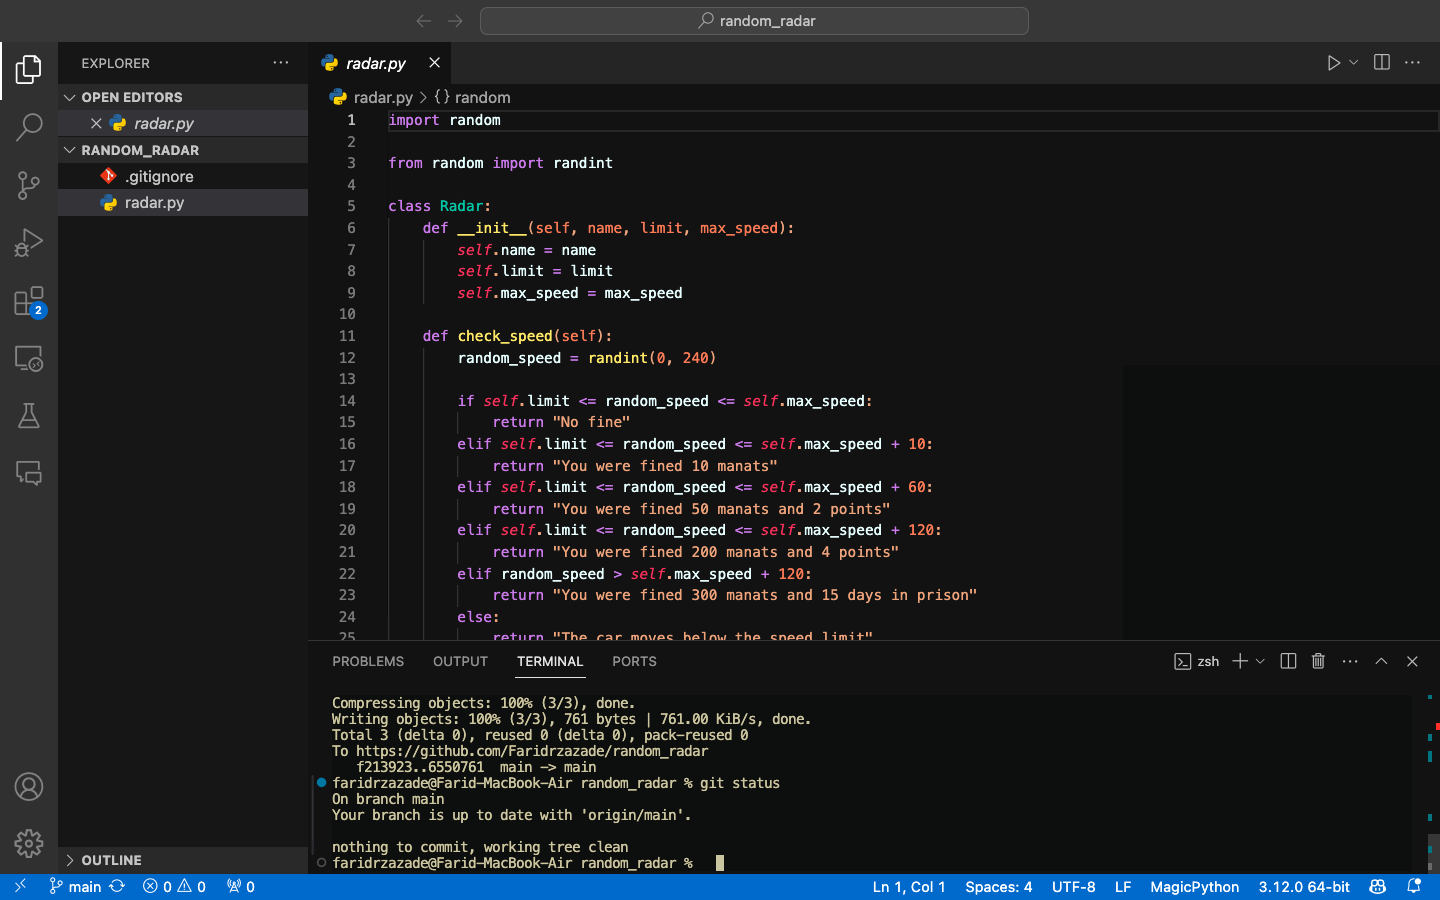 random_radar
EXPLORER
OPEN EDITORS
radar.py
RANDOM_RADAR
.gitignore
radar.py
2
OUTLINE
radar.py
radar.py > {} random
1 import random
2
3 from random import randint
4
5 class Radar:
6 def __init__(self, name, limit, max_speed):
7 self.name = name
8 self.limit = limit
9 self.max_speed = max_speed
10
11 def check_speed(self):
12 random_speed = randint(0, 240)
13
14 if self.limit <= random_speed <= self.max_speed:
15 return "No fine"
16 elif self.limit <= random_speed <= self.max_speed + 10:
17 return "You were fined 10 manats"
18 elif self.limit <= random_speed <= self.max_speed + 60:
19 return "You were fined 50 manats and 2 points"
20 elif self.limit <= random_speed <= self.max_speed + 120:
21 return "You were fined 200 manats and 4 points"
22 elif random_speed > self.max_speed + 120:
23 return "You were fined 300 manats and 15 days in prison"
24 else:
25 return "The car moves below the speed limit"
PROBLEMS OUTPUT TERMINAL PORTS
zsh
Compressing objects: 100% (3/3), done.
Writing objects: 100% (3/3), 761 bytes | 761.00 KiB/s, done.
Total 3 (delta 0), reused 0 (delta 0), pack-reused 0
To https://github.com/Faridrzazade/random_radar
f213923..6550761 main -> main
faridrzazade@Farid-MacBook-Air random_radar % git status
On branch main
Your branch is up to date with 'origin/main'.
nothing to commit, working tree clean
faridrzazade@Farid-MacBook-Air random_radar %
main 0 0 0 Ln 1, Col 1 Spaces: 4 UTF-8 LF MagicPython 3.12.0 64-bit